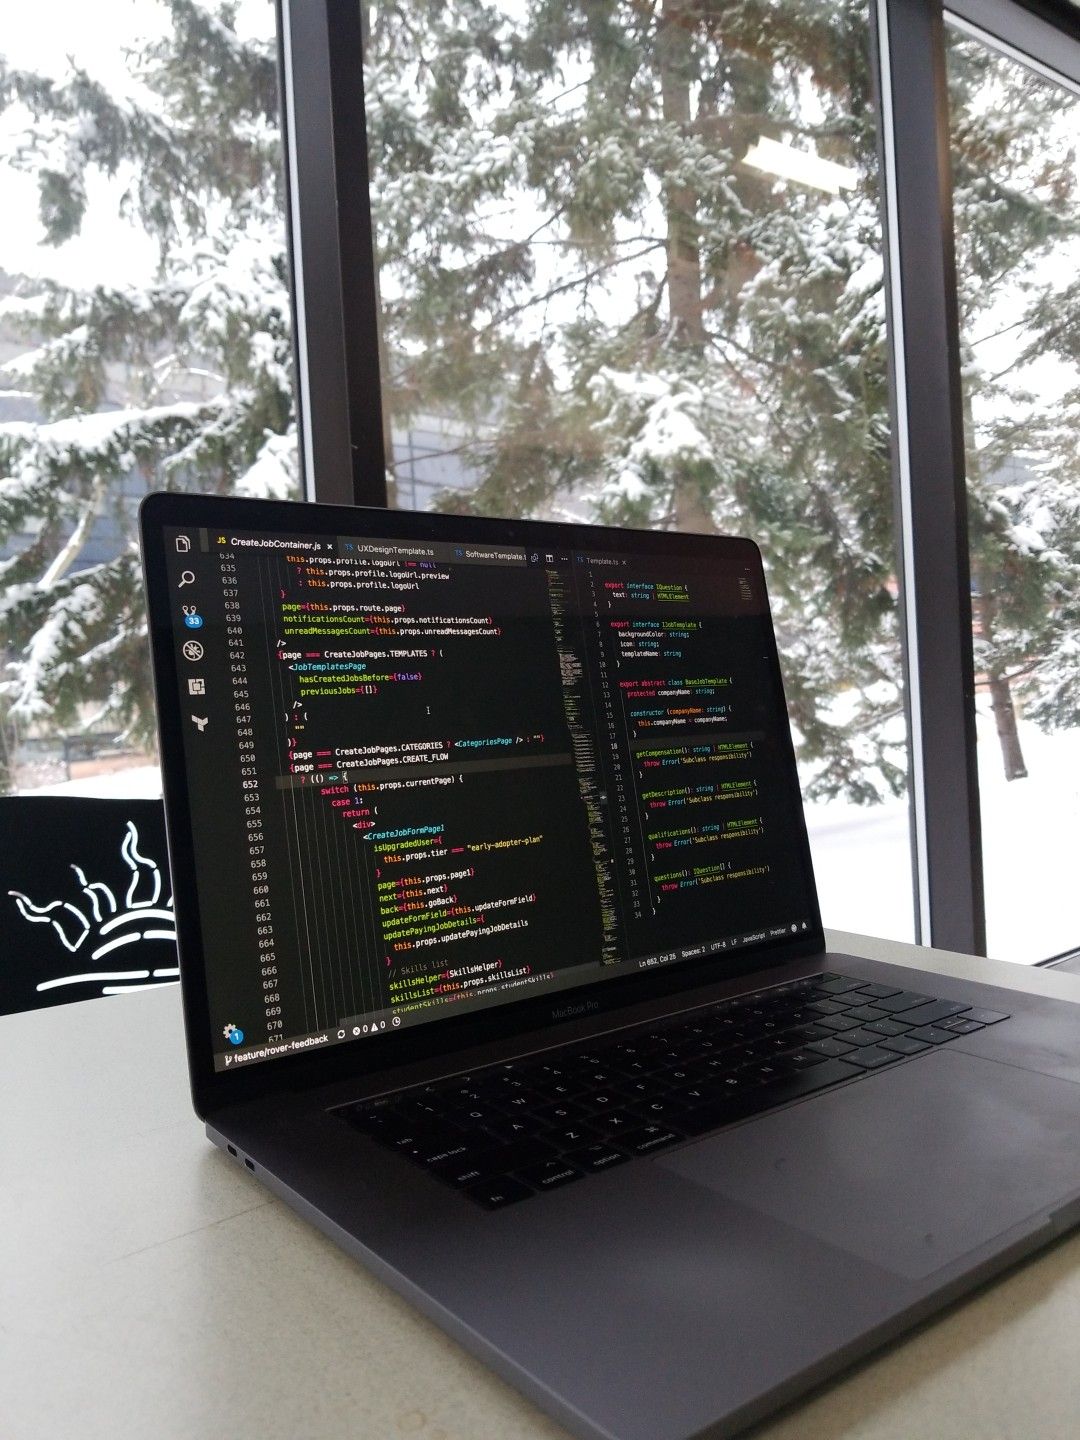 JS CreateJobContainer.js ×
TS UXDesignTemplate.ts
TS SoftwareTemplate.t
634
this.props.profile.logoUrl !== null
635 ? this.props.profile.logoUrl.preview
636 : this.props.profile.logoUrl
637 }
638 page={this.props.route.page}
639 notificationsCount={this.props.notificationsCount}
640 unreadMessagesCount={this.props.unreadMessagesCount}
641 />
642 {page === CreateJobPages.TEMPLATES ? (
643 <JobTemplatesPage
644 hasCreatedJobsBefore={false}
645 previousJobs={[]}
646 />
647 ) : (
648 ""
649 )}
650 {page === CreateJobPages.CATEGORIES ? <CategoriesPage /> : ""}
651 {page === CreateJobPages.CREATE_FLOW
652 ? (() => {
653 switch (this.props.currentPage) {
654 case 1:
655 return (
656 <div>
657 <CreateJobFormPage1
658 isUpgradedUser={
659 this.props.tier === "early-adopter-plan"
660 }
661 page={this.props.page1}
662 next={this.next}
663 back={this.goBack}
664 updateFormField={this.updateFormField}
665 updatePayingJobDetails={
666 this.props.updatePayingJobDetails
667 }
668 // Skills list
669 skillsHelper={SkillsHelper}
670 skillsList={this.props.skillsList}
671 studentSkills={this.props.studentSkills}
Template.ts ×
1
2 export interface IQuestion {
3 text: string | HTMLElement
4 }
5
6 export interface IJobTemplate {
7 backgroundColor: string;
8 icon: string;
9 templateName: string
10 }
11
12 export abstract class BaseJobTemplate {
13 protected companyName: string;
14
15 constructor (companyName: string) {
16 this.companyName = companyName;
17 }
18
19 getCompensation(): string | HTMLElement {
20 throw Error('Subclass responsibility')
21 }
22
23 getDescription(): string | HTMLElement {
24 throw Error('Subclass responsibility')
25 }
26
27 qualifications(): string | HTMLElement {
28 throw Error('Subclass responsibility')
29 }
30
31 questions(): IQuestion[] {
32 throw Error('Subclass responsibility')
33 }
34 }
33
1
feature/rover-feedback 0 0
Ln 652, Col 25 Spaces: 2 UTF-8 LF JavaScript Prettier
MacBook Pro
tab Q W E R T Y
caps lock A S D F G H J K L
shift Z X C V B N M
fn control option command